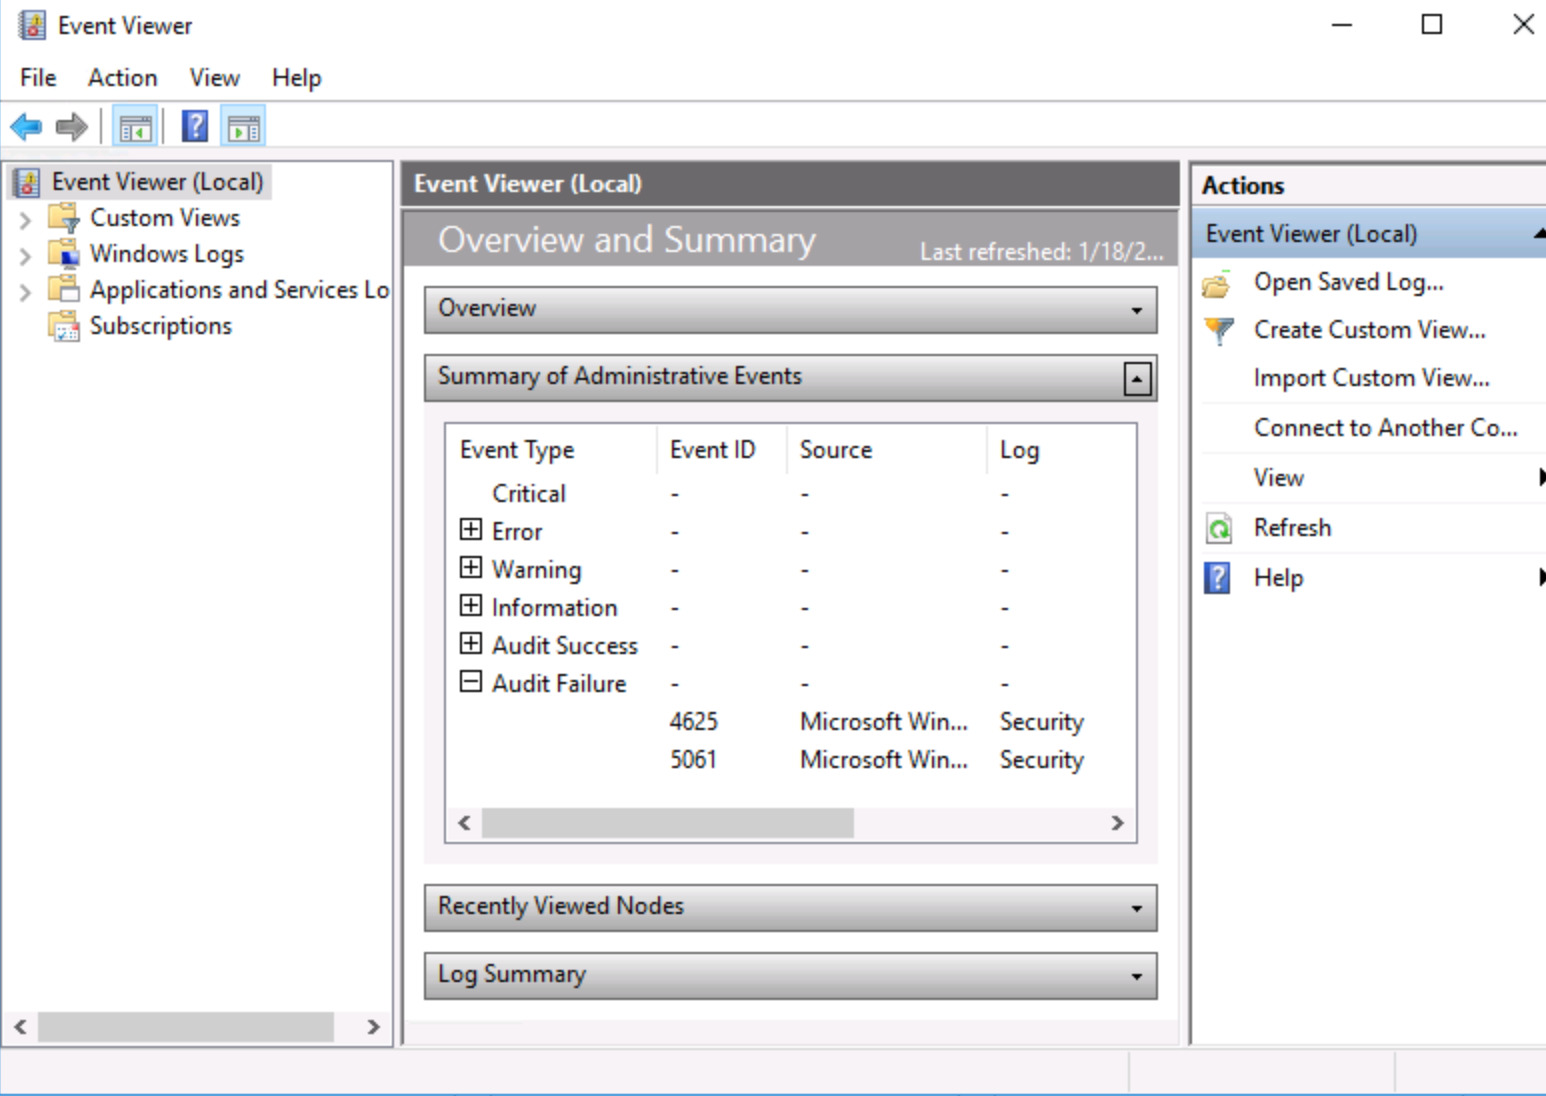 Event Viewer
File Action View Help
Event Viewer (Local)
Custom Views
Windows Logs
Applications and Services Lo
Subscriptions
Event Viewer (Local)
Overview and Summary Last refreshed: 1/18/2...
Overview
Summary of Administrative Events
Event Type Event ID Source Log
Critical - - -
Error - - -
Warning - - -
Information - - -
Audit Success - - -
Audit Failure - - -
4625 Microsoft Win... Security
5061 Microsoft Win... Security
Recently Viewed Nodes
Log Summary
Actions
Event Viewer (Local)
Open Saved Log...
Create Custom View...
Import Custom View...
Connect to Another Co...
View
Refresh
Help